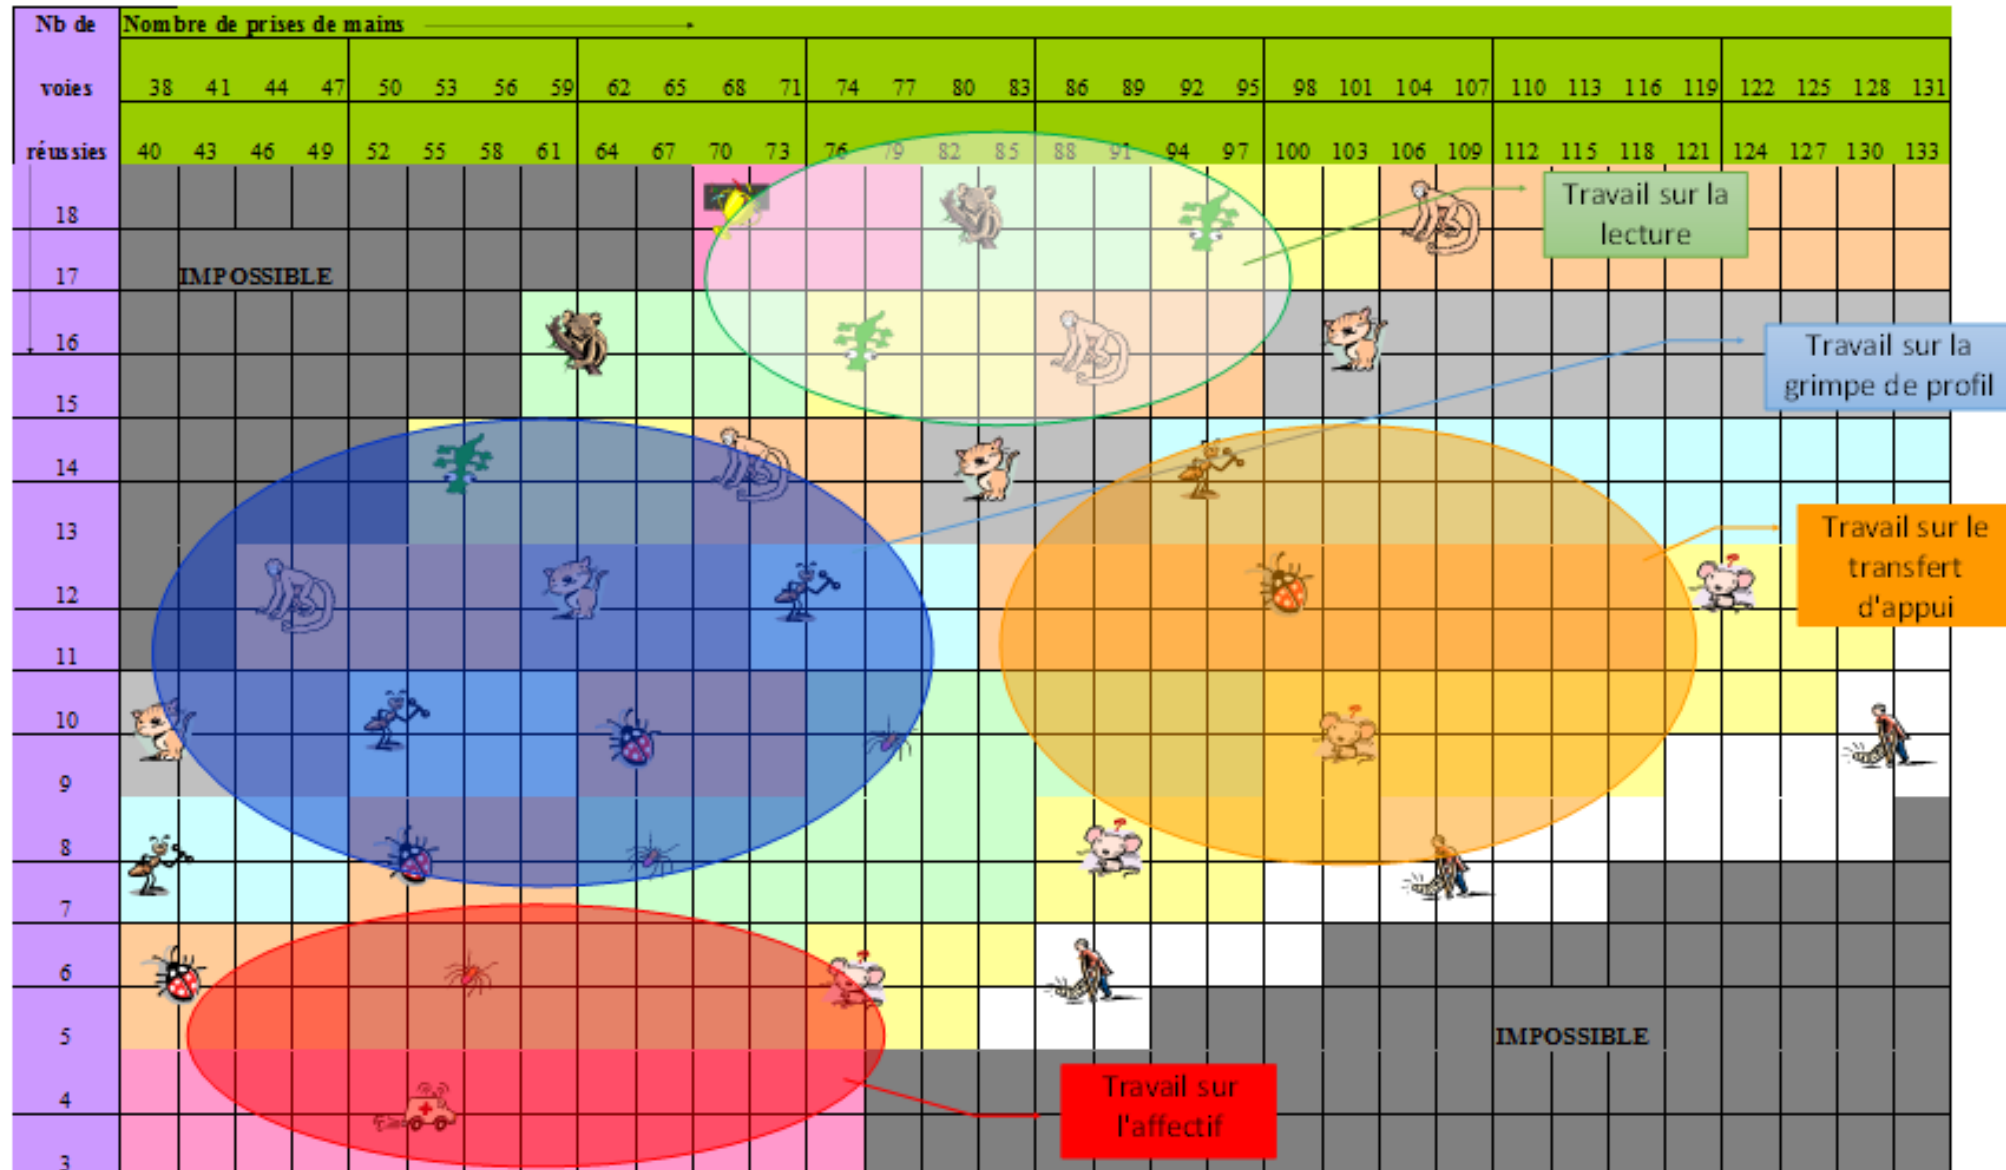 Nb de
Nombre de prises de mains
voies
38 41 44 47 50 53 56 59 62 65 68 71 74 77 80 83 86 89 92 95 98 101 104 107 110 113 116 119 122 125 128 131
réussies
40 43 46 49 52 55 58 61 64 67 70 73 76 79 82 85 88 91 94 97 100 103 106 109 112 115 118 121 124 127 130 133
18
Travail sur la
lecture
17
IMPOSSIBLE
16
Travail sur la
grimpe de profil
15
14
13
Travail sur le
transfert
d'appui
12
11
10
9
8
7
6
5
IMPOSSIBLE
4
Travail sur
l'affectif
3